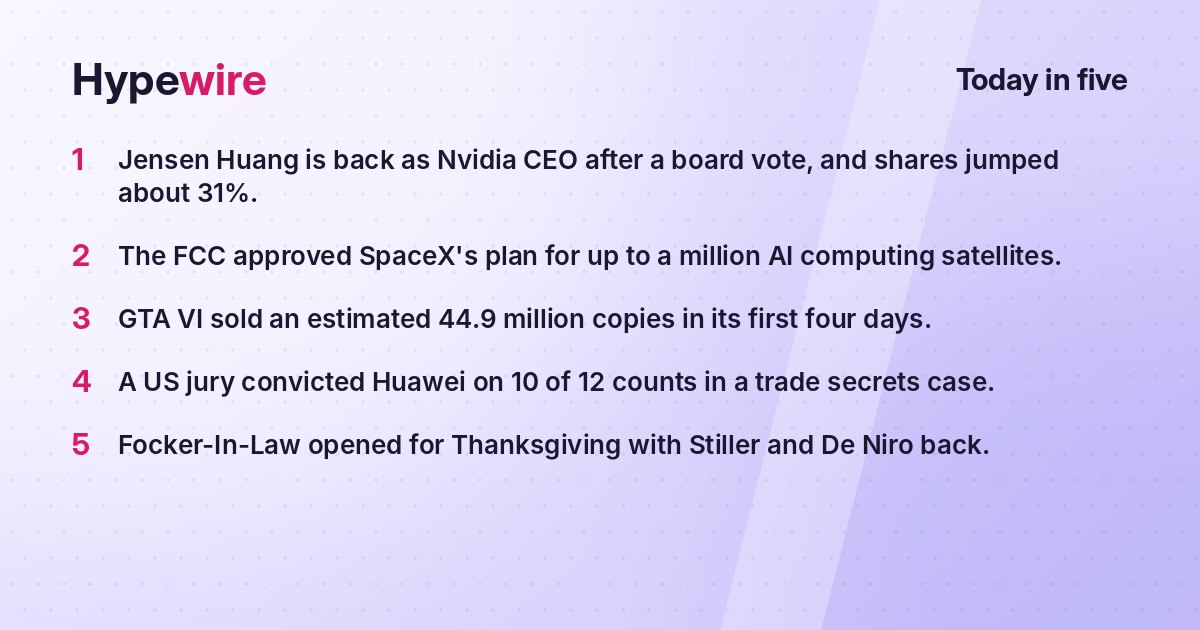 Hypewire
Today in five
1 Jensen Huang is back as Nvidia CEO after a board vote, and shares jumped
about 31%.
2 The FCC approved SpaceX's plan for up to a million AI computing satellites.
3 GTA VI sold an estimated 44.9 million copies in its first four days.
4 A US jury convicted Huawei on 10 of 12 counts in a trade secrets case.
5 Focker-In-Law opened for Thanksgiving with Stiller and De Niro back.